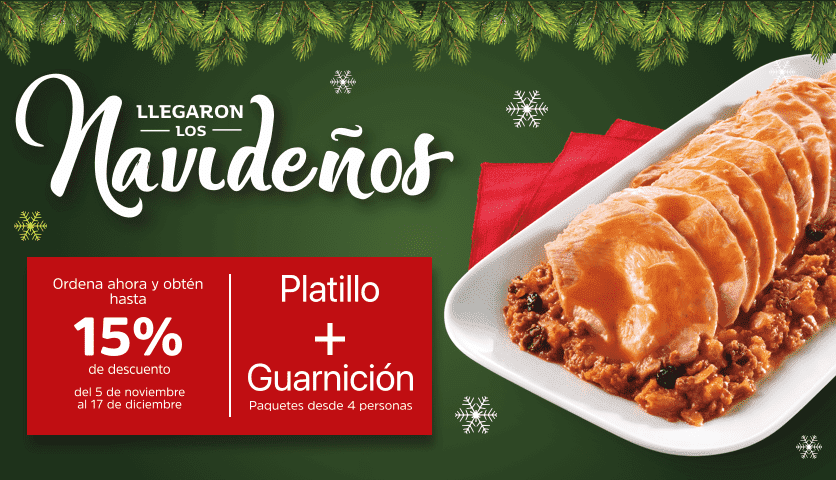 LLEGARON
LOS
Navideños
Ordena ahora y obtén
hasta
15%
de descuento
del 5 de noviembre
al 17 de diciembre
Platillo
+
Guarnición
Paquetes desde 4 personas